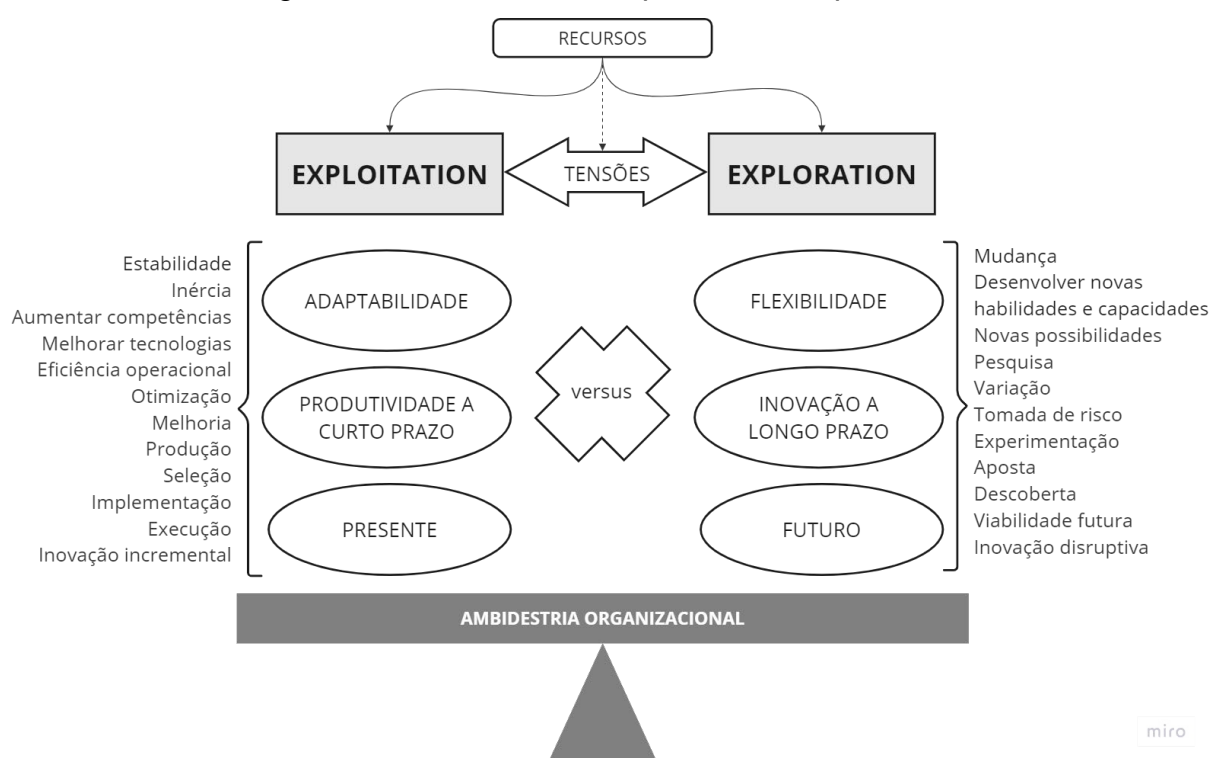 RECURSOS
EXPLOITATION
TENSÕES
EXPLORATION
Estabilidade
Inércia
Aumentar competências
Melhorar tecnologias
Eficiência operacional
Otimização
Melhoria
Produção
Seleção
Implementação
Execução
Inovação incremental
ADAPTABILIDADE
PRODUTIVIDADE A
CURTO PRAZO
PRESENTE
versus
FLEXIBILIDADE
INOVAÇÃO A
LONGO PRAZO
FUTURO
Mudança
Desenvolver novas
habilidades e capacidades
Novas possibilidades
Pesquisa
Variação
Tomada de risco
Experimentação
Aposta
Descoberta
Viabilidade futura
Inovação disruptiva
AMBIDESTRIA ORGANIZACIONAL
miro